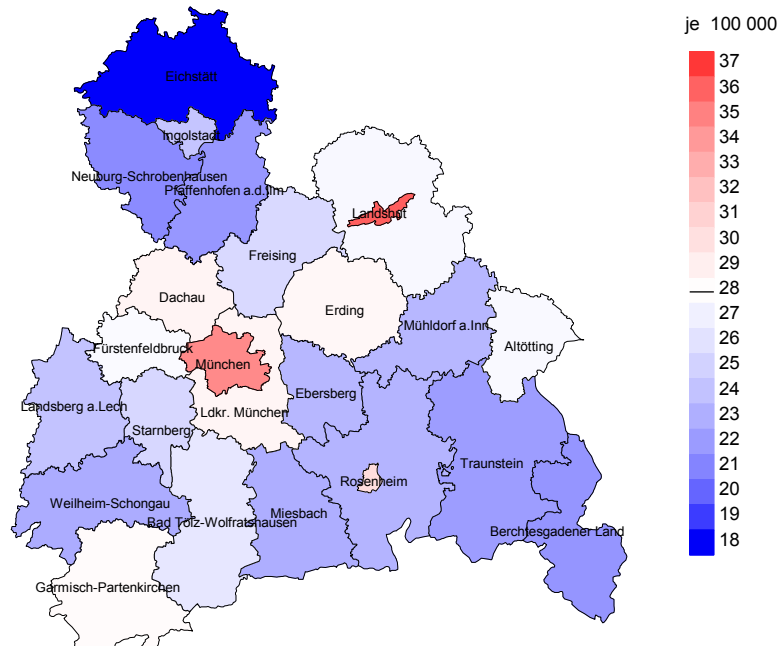 je 100 000
37
36
35
34
33
32
31
30
29
28
27
26
25
24
23
22
21
20
19
18
Eichstätt
Ingolstadt
Neuburg-Schrobenhausen
Pfaffenhofen a.d.Ilm
Landshut
Freising
Dachau
Erding
Mühldorf a.Inn
Altötting
Fürstenfeldbruck
München
Ebersberg
Landsberg a.Lech
Ldkr. München
Starnberg
Traunstein
Rosenheim
Weilheim-Schongau
Miesbach
Bad Tölz-Wolfratshausen
Berchtesgadener Land
Garmisch-Partenkirchen